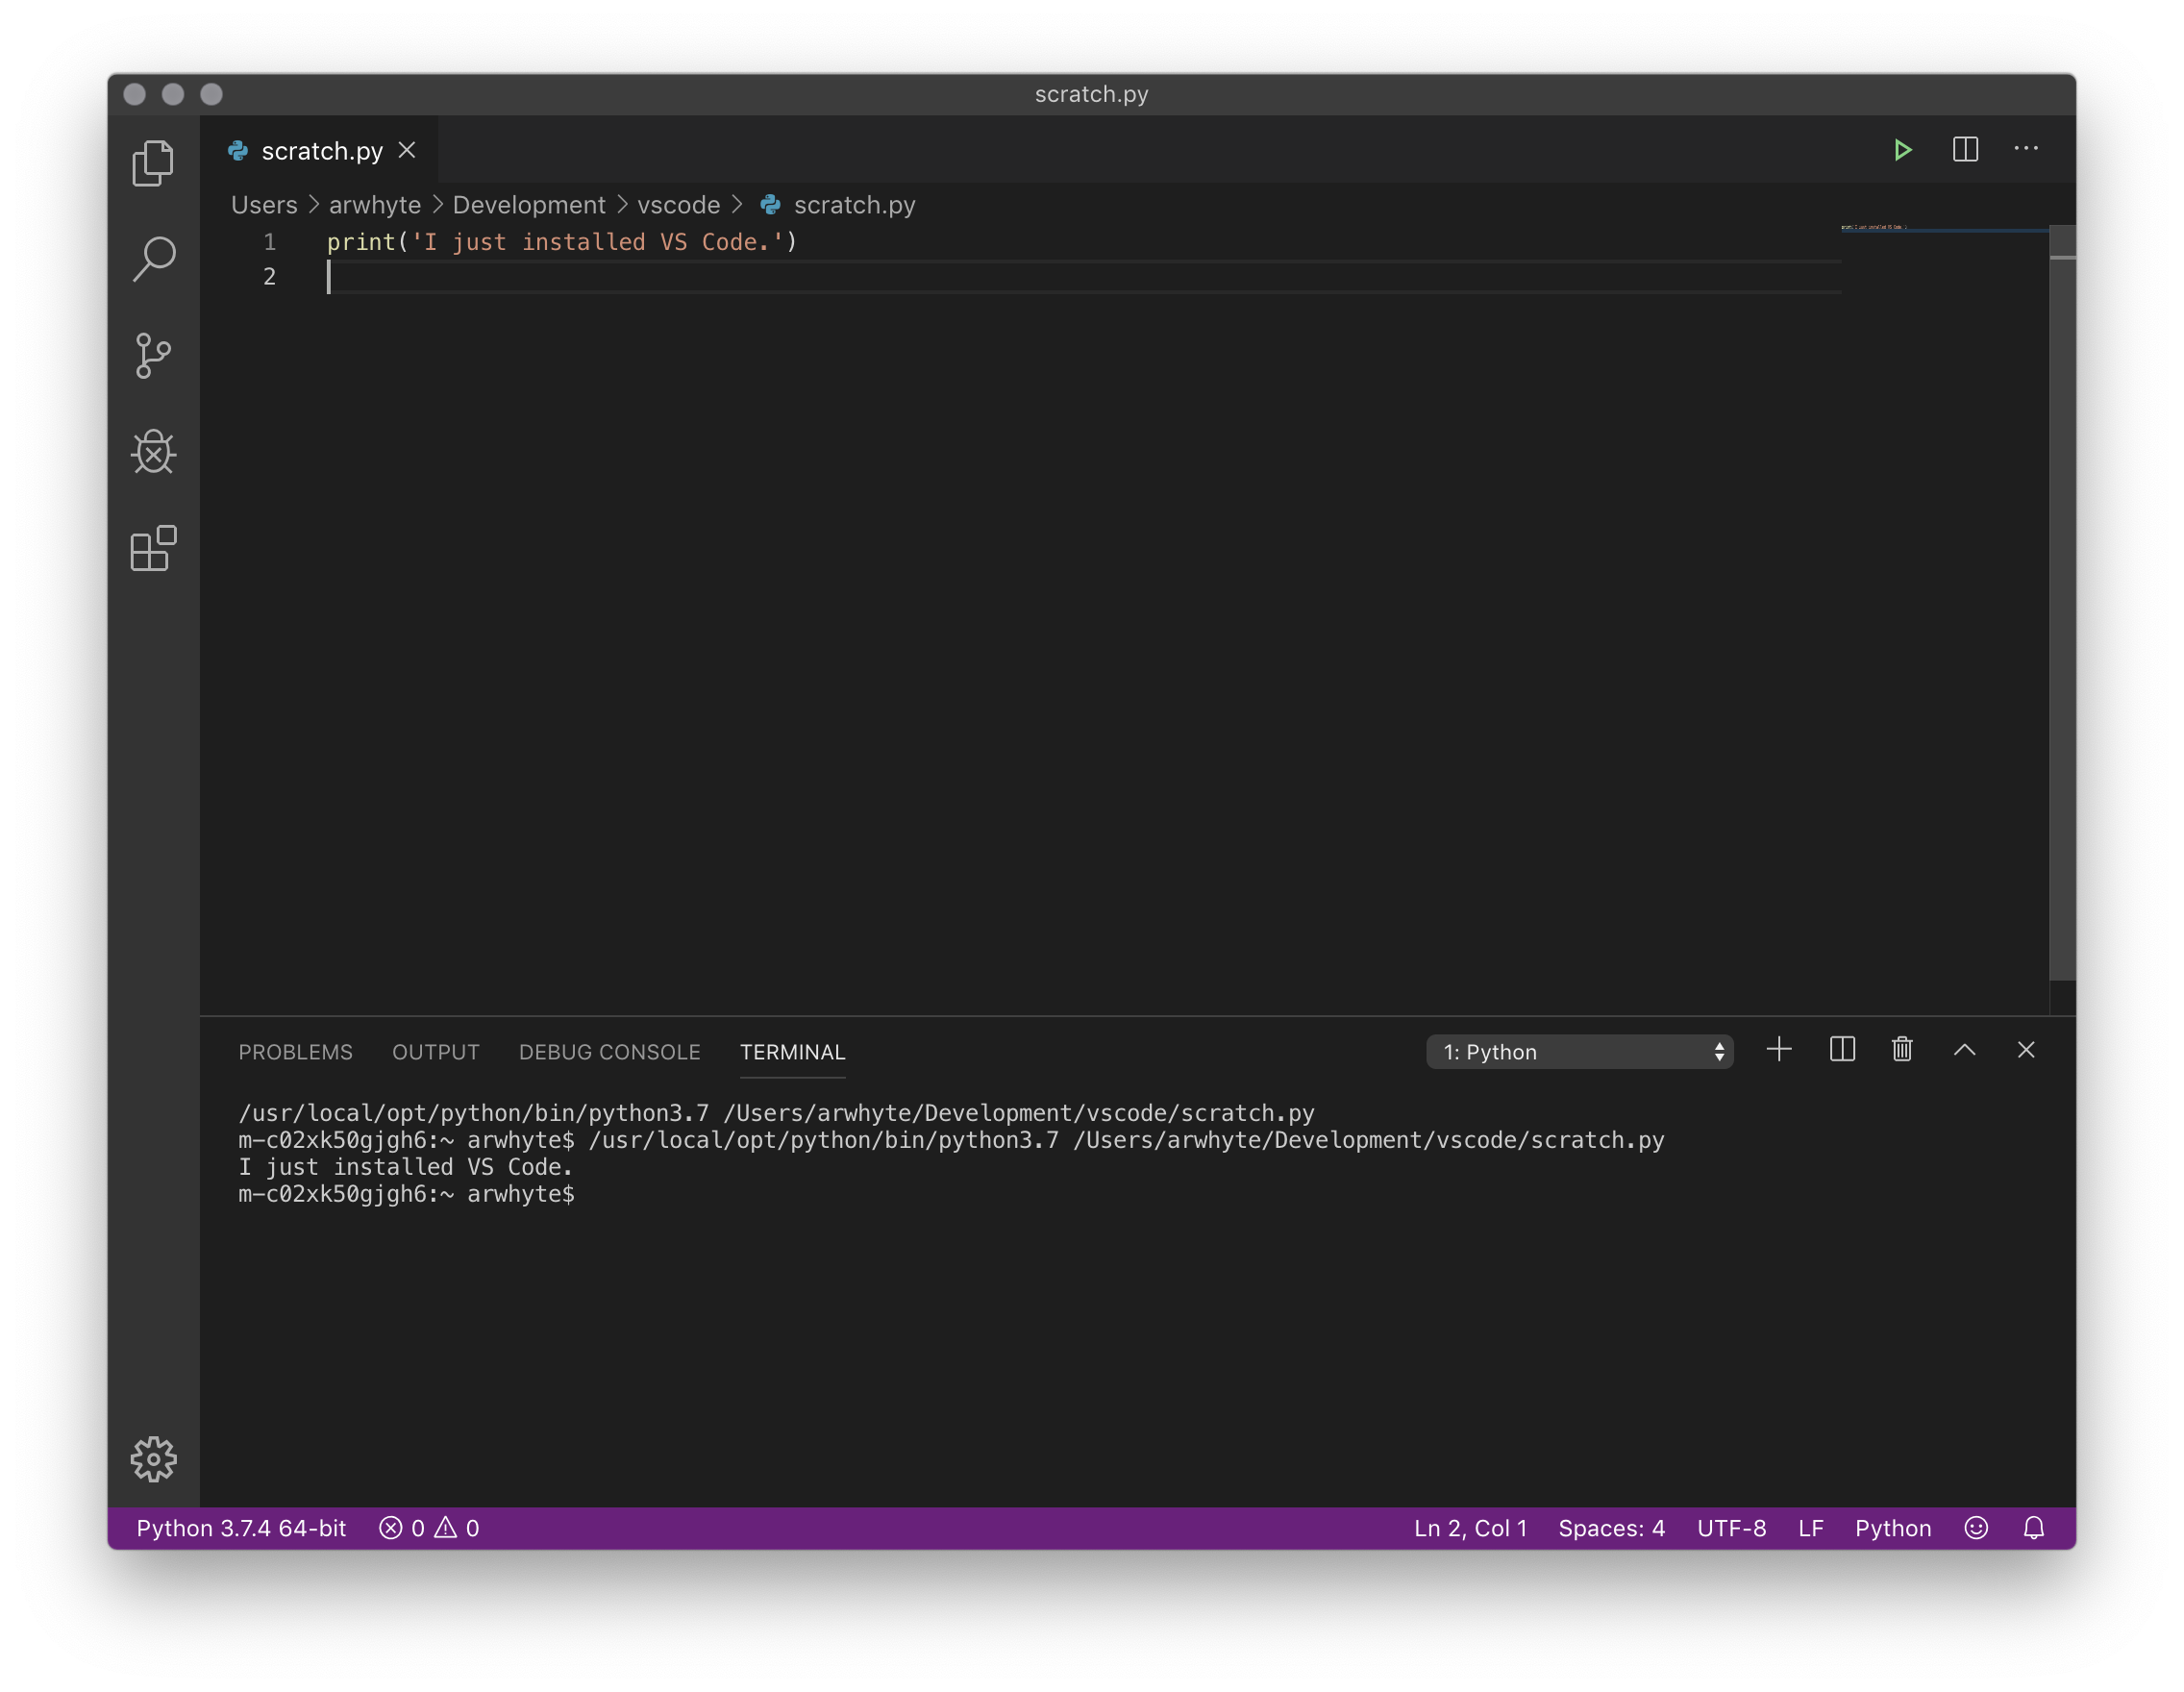 scratch.py
scratch.py
Users > arwhyte > Development > vscode > scratch.py
1 print('I just installed VS Code.')
2
PROBLEMS OUTPUT DEBUG CONSOLE TERMINAL 1: Python
/usr/local/opt/python/bin/python3.7 /Users/arwhyte/Development/vscode/scratch.py
m-c02xk50gjgh6:~ arwhyte$ /usr/local/opt/python/bin/python3.7 /Users/arwhyte/Development/vscode/scratch.py
I just installed VS Code.
m-c02xk50gjgh6:~ arwhyte$
Python 3.7.4 64-bit 0 0 Ln 2, Col 1 Spaces: 4 UTF-8 LF Python